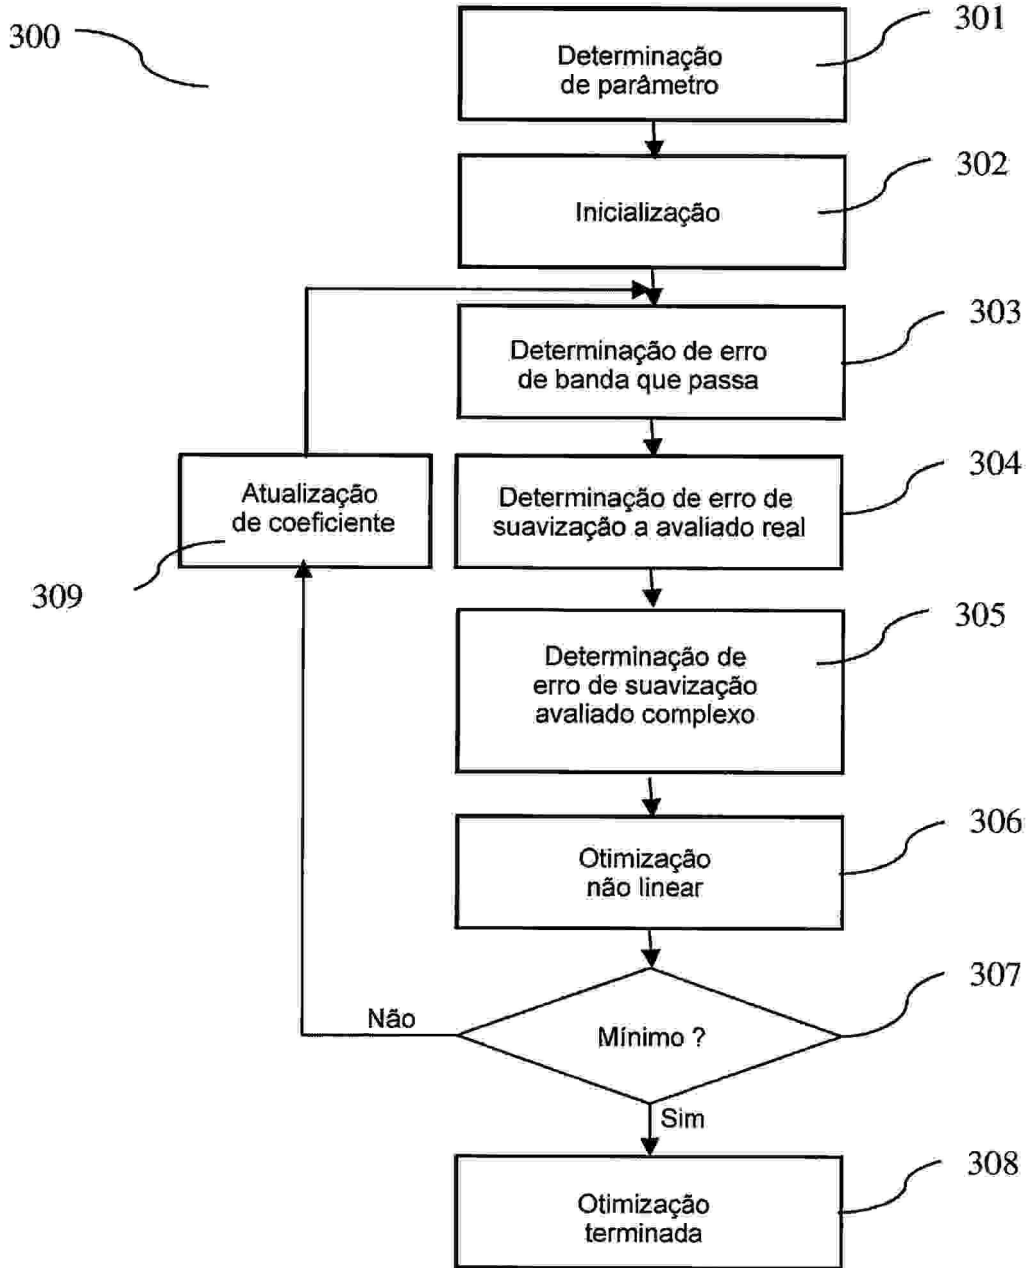 300
301
Determinação
de parâmetro
302
Inicialização
303
Determinação de erro
de banda que passa
304
Determinação de erro de
suavização a avaliado real
Atualização
de coeficiente
309
305
Determinação de
erro de suavização
avaliado complexo
306
Otimização
não linear
307
Mínimo ?
Não
Sim
308
Otimização
terminada